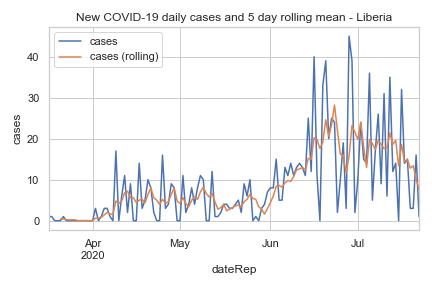 New COVID-19 daily cases and 5 day rolling mean - Liberia
cases
cases (rolling)
cases
40
30
20
10
0
Apr
2020
May
Jun
Jul
dateRep